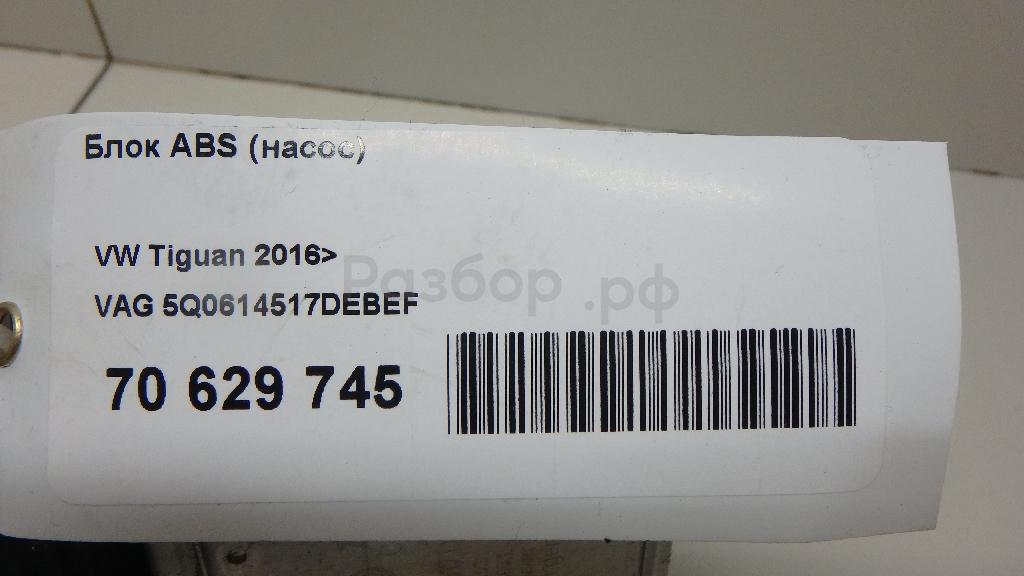 Блок ABS (насос)
VW Tiguan 2016>
Разбор.рф
VAG 5Q0614517DEBEF
70 629 745